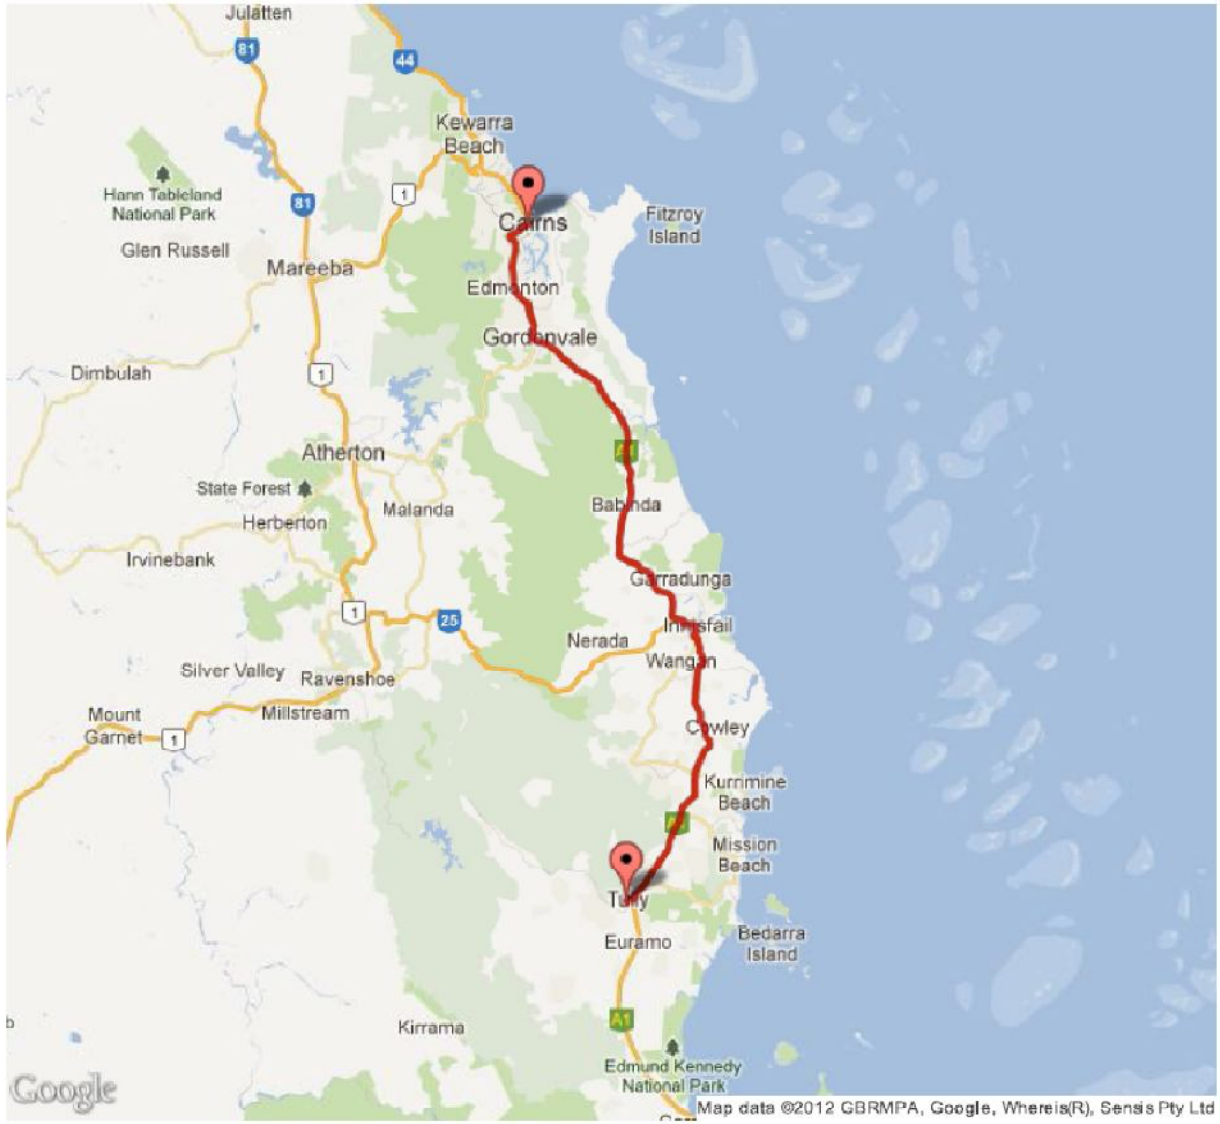 Julatten
81
44
Kewarra
Beach
Hann Tableland
National Park
1
81
Cairns
Fitzroy
Island
Glen Russell
Mareeba
Edmonton
Gordonvale
Dimbulah
1
Atherton
A1
State Forest
Babinda
Malanda
Herberton
Irvinebank
Garradunga
1
25
Innisfail
Nerada
Wangan
Silver Valley
Ravenshoe
Millstream
Mount
Garnet
1
Cowley
Kurrimine
Beach
A1
Mission
Beach
Tully
Euramo
Bedarra
Island
A1
b
Kirrama
Edmund Kennedy
National Park
Google
Map data ©2012 GBRMPA, Google, Whereis(R), Sensis Pty Ltd